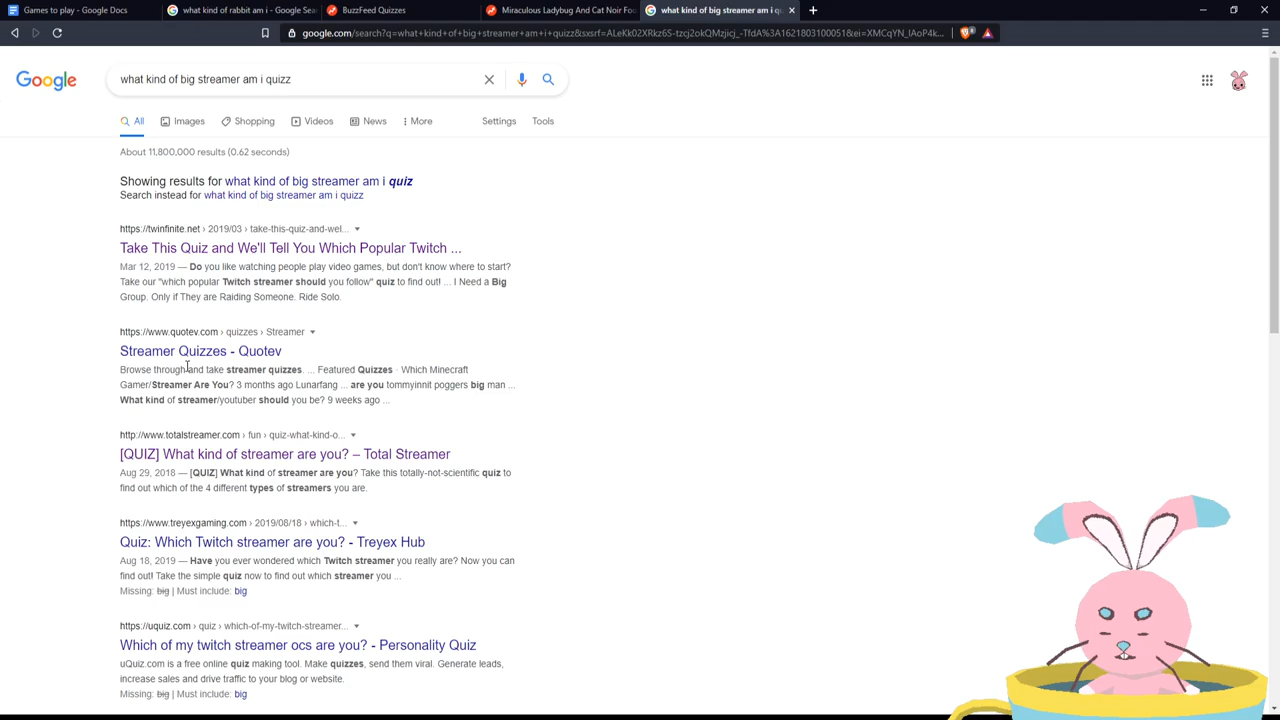 Games to play - Google Docs
what kind of rabbit am i - Google Sea
BuzzFeed Quizzes
Miraculous Ladybug And Cat Noir Foo
what kind of big streamer am i qu
google.com/search?q=what+kind+of+big+streamer+am+i+quizz&sxsrf=ALeKk02XRkz6S-tzcj2okQMzjicj_-TfdA%3A1621803100051&ei=XMCqYN_lAoP4k...
Google
what kind of big streamer am i quizz
All
Images
Shopping
Videos
News
More
Settings
Tools
About 11,800,000 results (0.62 seconds)
Showing results for what kind of big streamer am i quiz
Search instead for what kind of big streamer am i quizz
https://twinfinite.net › 2019/03 › take-this-quiz-and-wel...
Take This Quiz and We'll Tell You Which Popular Twitch ...
Mar 12, 2019 — Do you like watching people play video games, but don't know where to start?
Take our "which popular Twitch streamer should you follow" quiz to find out! ... I Need a Big
Group. Only if They are Raiding Someone. Ride Solo.
https://www.quotev.com › quizzes › Streamer
Streamer Quizzes - Quotev
Browse through and take streamer quizzes. ... Featured Quizzes · Which Minecraft
Gamer/Streamer Are You? 3 months ago Lunarfang ... are you tommyinnit poggers big man ...
What kind of streamer/youtuber should you be? 9 weeks ago ...
http://www.totalstreamer.com › fun › quiz-what-kind-o...
[QUIZ] What kind of streamer are you? – Total Streamer
Aug 29, 2018 — [QUIZ] What kind of streamer are you? Take this totally-not-scientific quiz to
find out which of the 4 different types of streamers you are.
https://www.treyexgaming.com › 2019/08/18 › which-t...
Quiz: Which Twitch streamer are you? - Treyex Hub
Aug 18, 2019 — Have you ever wondered which Twitch streamer you really are? Now you can
find out! Take the simple quiz now to find out which streamer you ...
Missing: big | Must include: big
https://uquiz.com › quiz › which-of-my-twitch-streamer...
Which of my twitch streamer ocs are you? - Personality Quiz
uQuiz.com is a free online quiz making tool. Make quizzes, send them viral. Generate leads,
increase sales and drive traffic to your blog or website.
Missing: big | Must include: big